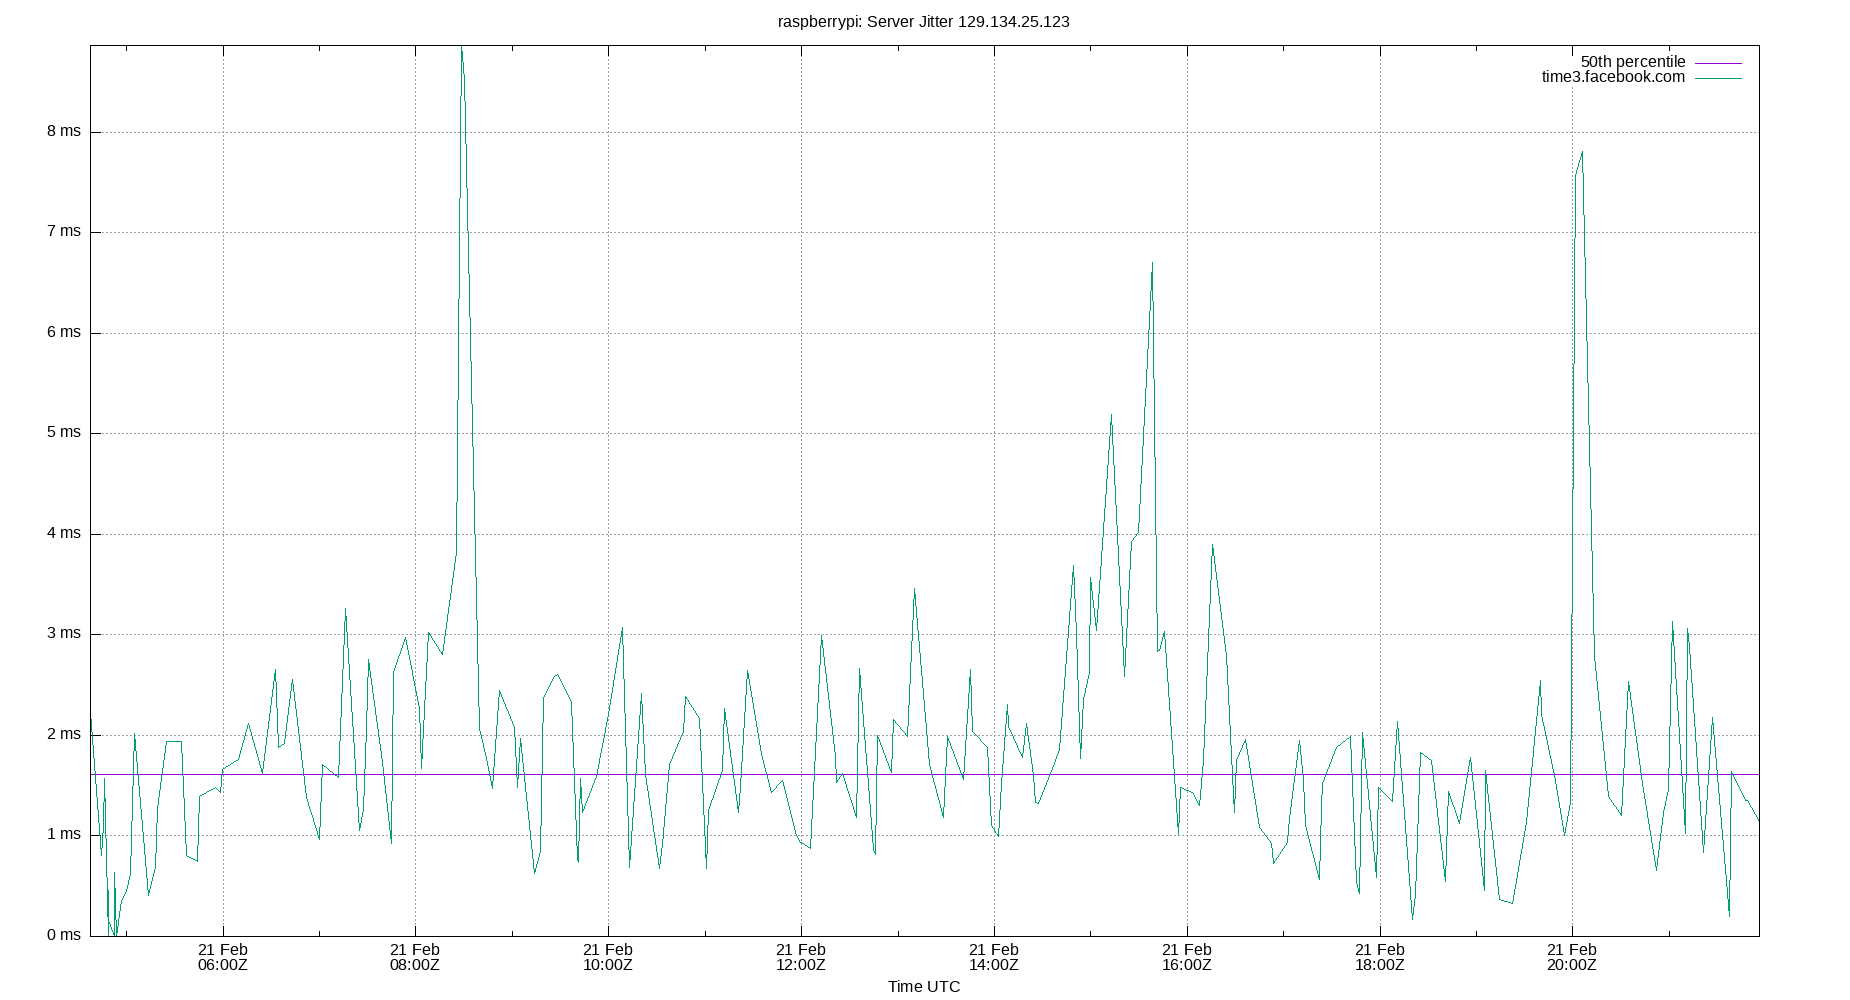 raspberrypi: Server Jitter 129.134.25.123
50th percentile
time3.facebook.com
8 ms
7 ms
6 ms
5 ms
4 ms
3 ms
2 ms
1 ms
0 ms
21 Feb 21 Feb 21 Feb 21 Feb 21 Feb 21 Feb 21 Feb 21 Feb
06:00Z 08:00Z 10:00Z 12:00Z 14:00Z 16:00Z 18:00Z 20:00Z
Time UTC